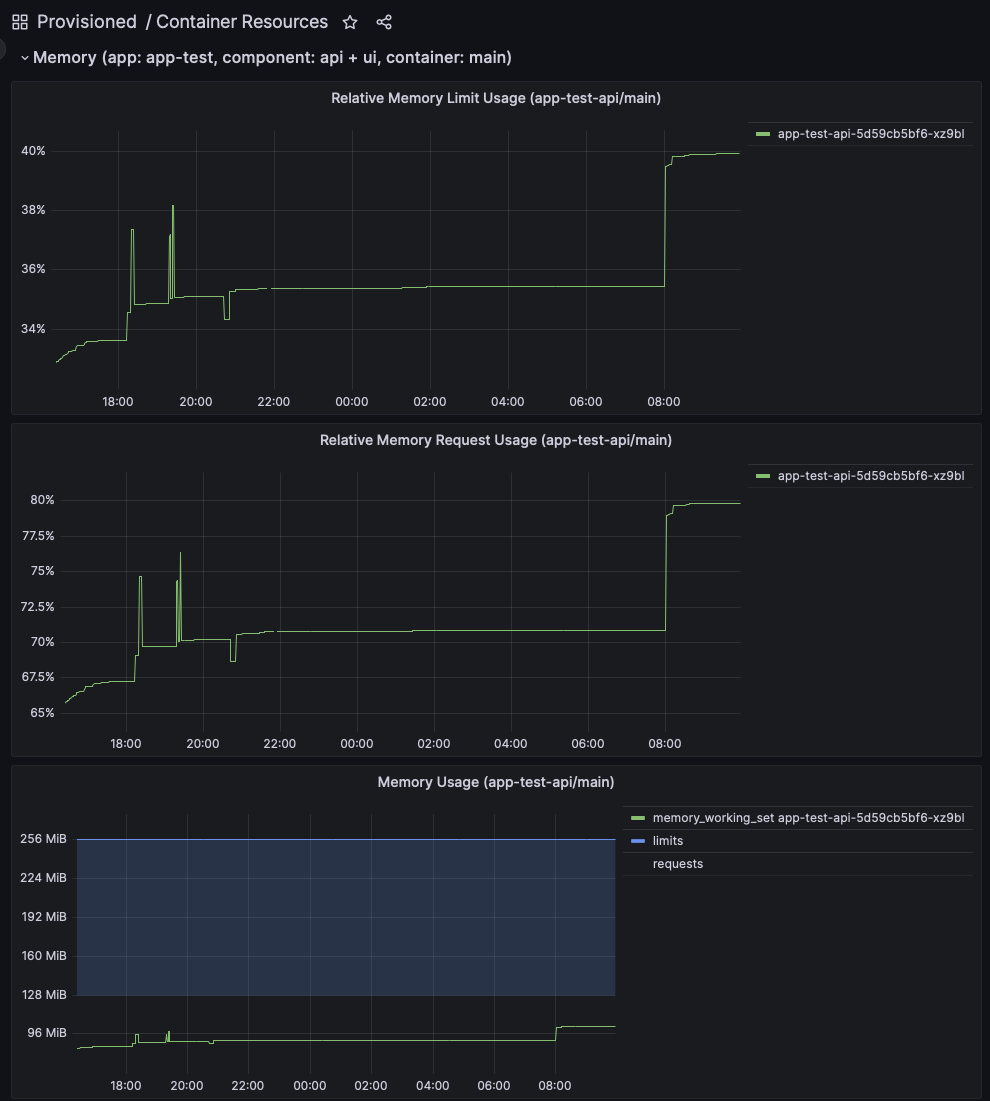 Provisioned / Container Resources
Memory (app: app-test, component: api + ui, container: main)
Relative Memory Limit Usage (app-test-api/main)
app-test-api-5d59cb5bf6-xz9bl
40%
38%
36%
34%
18:00 20:00 22:00 00:00 02:00 04:00 06:00 08:00
Relative Memory Request Usage (app-test-api/main)
app-test-api-5d59cb5bf6-xz9bl
80%
77.5%
75%
72.5%
70%
67.5%
65%
18:00 20:00 22:00 00:00 02:00 04:00 06:00 08:00
Memory Usage (app-test-api/main)
memory_working_set app-test-api-5d59cb5bf6-xz9bl
limits
requests
256 MiB
224 MiB
192 MiB
160 MiB
128 MiB
96 MiB
18:00 20:00 22:00 00:00 02:00 04:00 06:00 08:00